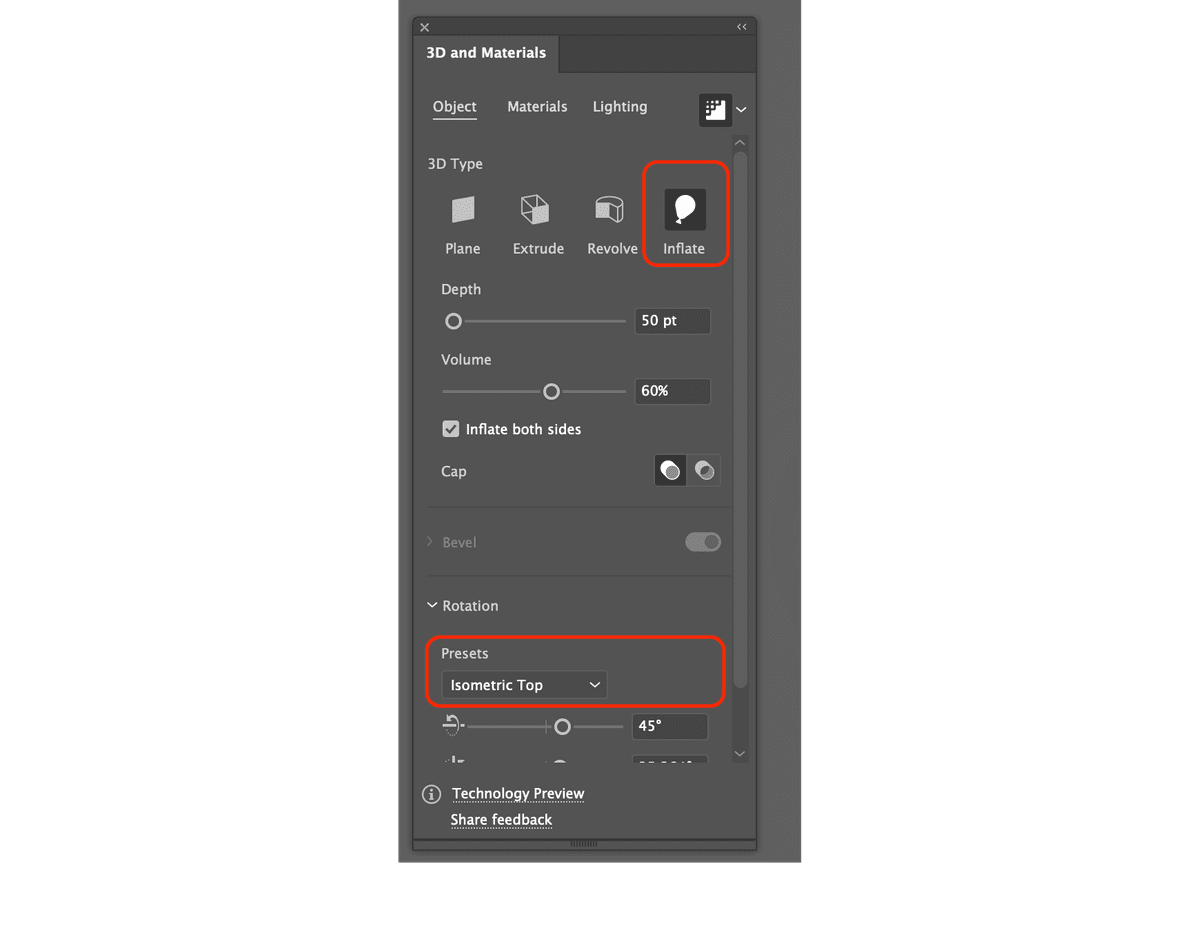 3D and Materials
Object Materials Lighting
3D Type
Plane Extrude Revolve Inflate
Depth
50 pt
Volume
60%
Inflate both sides
Cap
Bevel
Rotation
Presets
Isometric Top
45°
Technology Preview
Share feedback